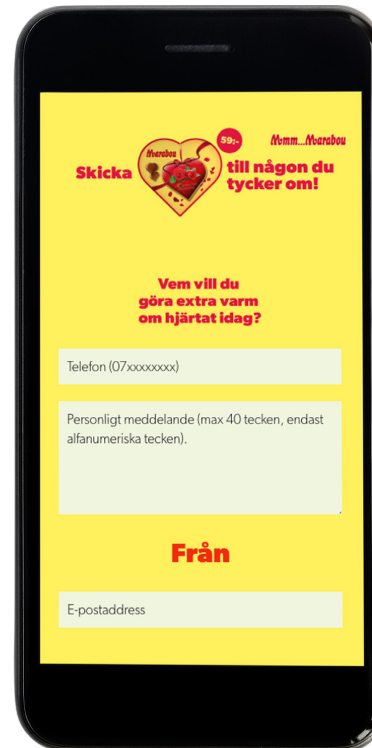 Skicka
Marabou
59:-
Mmmm...Marabou
till någon du
tycker om!
Vem vill du
göra extra varm
om hjärtat idag?
Telefon (07xxxxxxxx)
Personligt meddelande (max 40 tecken, endast
alfanumeriska tecken).
Från
E-postaddress